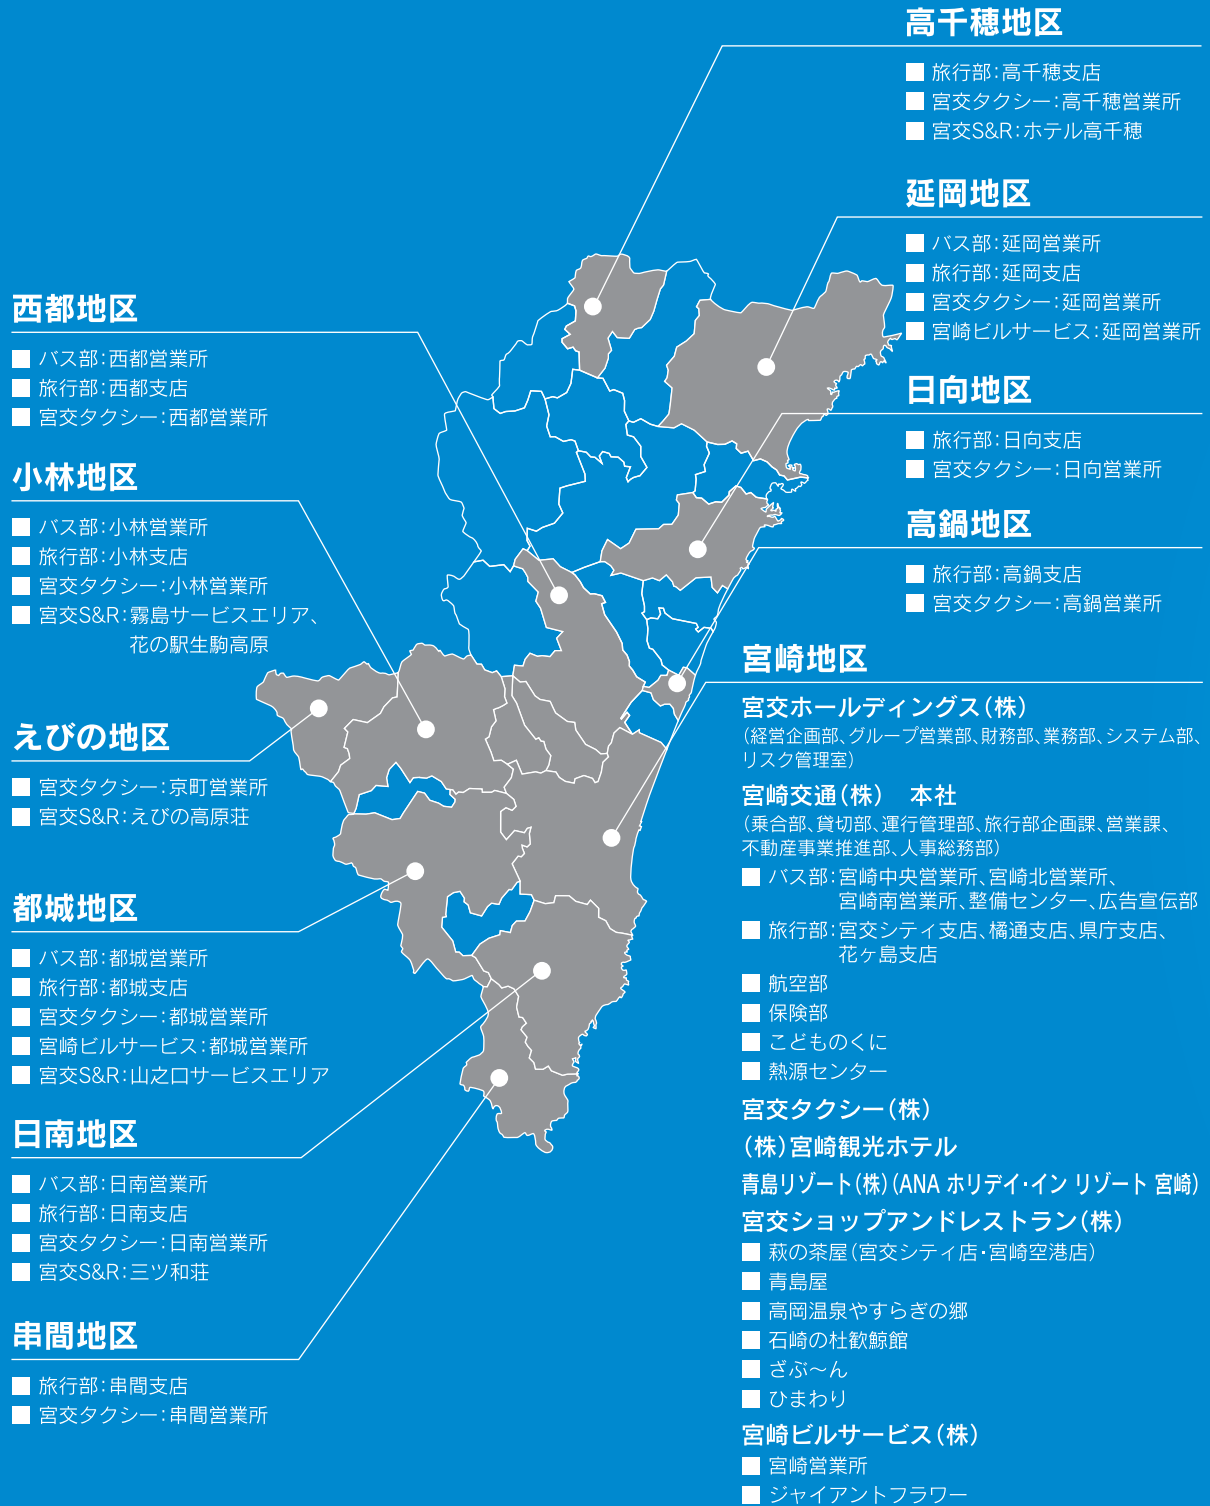 高千穂地区
■ 旅行部：高千穂支店
■ 宮交タクシー：高千穂営業所
■ 宮交S&R：ホテル高千穂
延岡地区
■ バス部：延岡営業所
■ 旅行部：延岡支店
■ 宮交タクシー：延岡営業所
■ 宮崎ビルサービス：延岡営業所
日向地区
■ 旅行部：日向支店
■ 宮交タクシー：日向営業所
高鍋地区
■ 旅行部：高鍋支店
■ 宮交タクシー：高鍋営業所
西都地区
■ バス部：西都営業所
■ 旅行部：西都支店
■ 宮交タクシー：西都営業所
小林地区
■ バス部：小林営業所
■ 旅行部：小林支店
■ 宮交タクシー：小林営業所
■ 宮交S&R：霧島サービスエリア、
花の駅生駒高原
えびの地区
■ 宮交タクシー：京町営業所
■ 宮交S&R：えびの高原荘
都城地区
■ バス部：都城営業所
■ 旅行部：都城支店
■ 宮交タクシー：都城営業所
■ 宮崎ビルサービス：都城営業所
■ 宮交S&R：山之口サービスエリア
日南地区
■ バス部：日南営業所
■ 旅行部：日南支店
■ 宮交タクシー：日南営業所
■ 宮交S&R：三ツ和荘
串間地区
■ 旅行部：串間支店
■ 宮交タクシー：串間営業所
宮崎地区
宮交ホールディングス（株）
（経営企画部、グループ営業部、財務部、業務部、システム部、
リスク管理室）
宮崎交通（株）　本社
（乗合部、貸切部、運行管理部、旅行部企画課、営業課、
不動産事業推進部、人事総務部）
■ バス部：宮崎中央営業所、宮崎北営業所、
宮崎南営業所、整備センター、広告宣伝部
■ 旅行部：宮交シティ支店、橘通支店、県庁支店、
花ヶ島支店
■ 航空部
■ 保険部
■ こどものくに
■ 熱源センター
宮交タクシー（株）
（株）宮崎観光ホテル
青島リゾート（株）（ANA ホリデイ・イン リゾート 宮崎）
宮交ショップアンドレストラン（株）
■ 萩の茶屋（宮交シティ店・宮崎空港店）
■ 青島屋
■ 高岡温泉やすらぎの郷
■ 石崎の杜歓鯨館
■ ざぶ〜ん
■ ひまわり
宮崎ビルサービス（株）
■ 宮崎営業所
■ ジャイアントフラワー